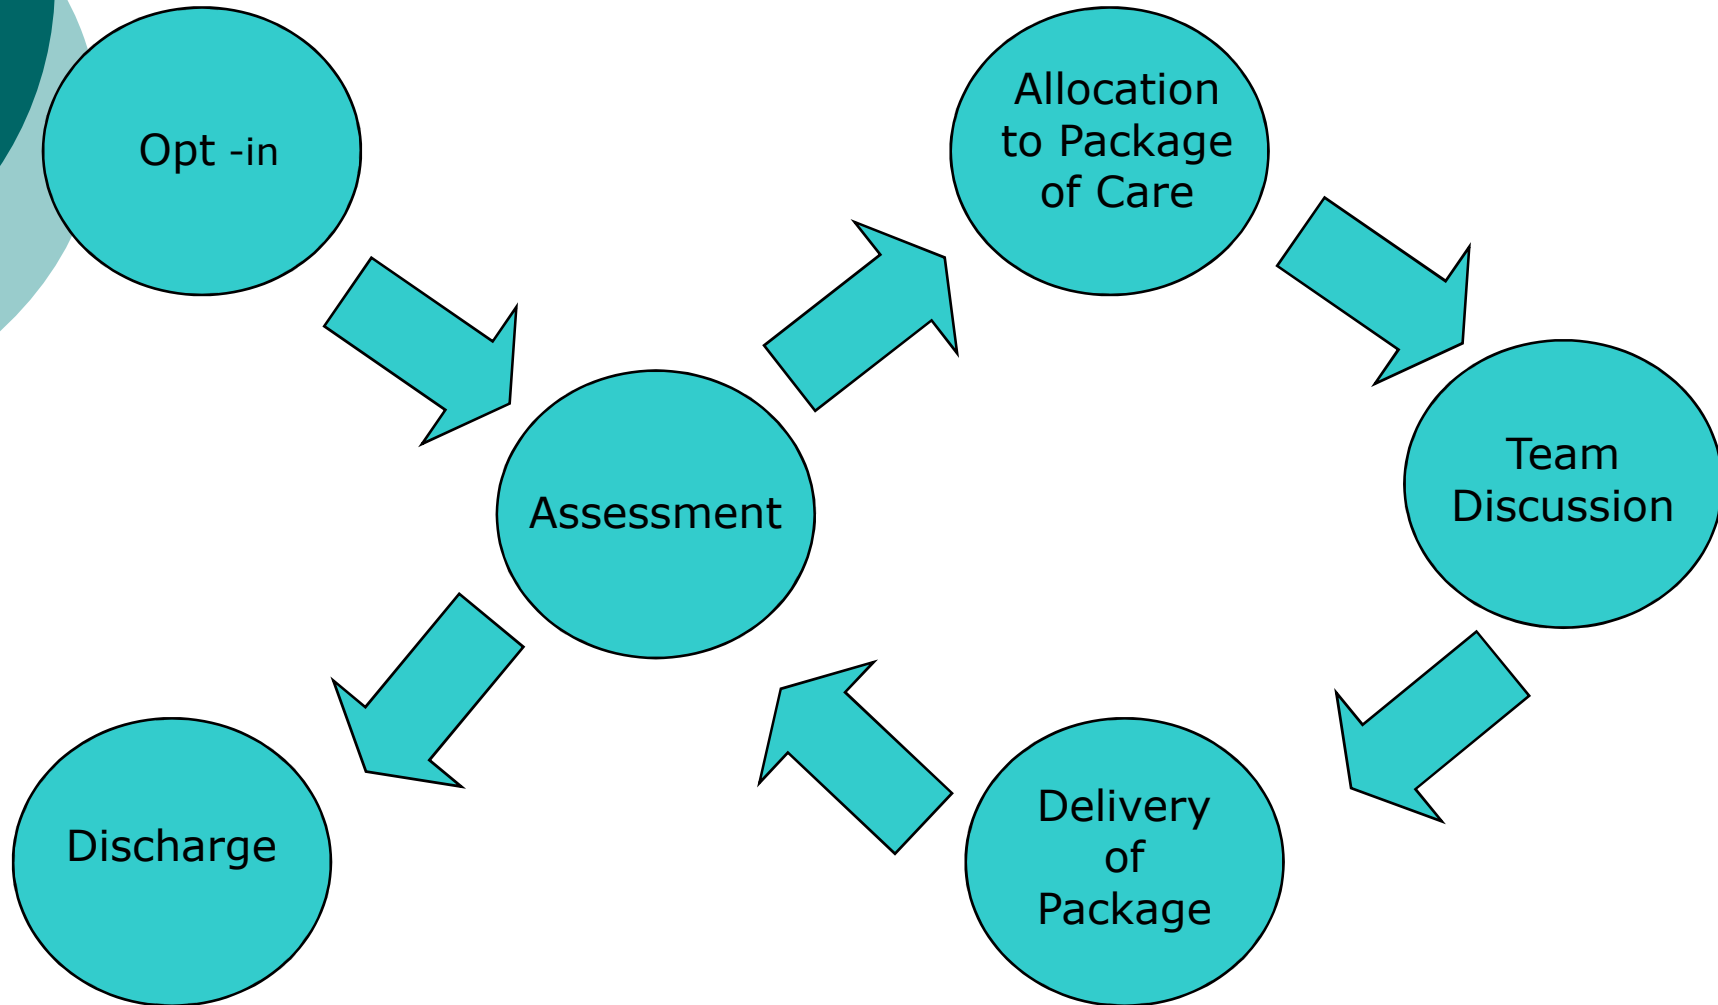 Opt -in
Allocation
to Package
of Care
Assessment
Team
Discussion
Discharge
Delivery
of
Package